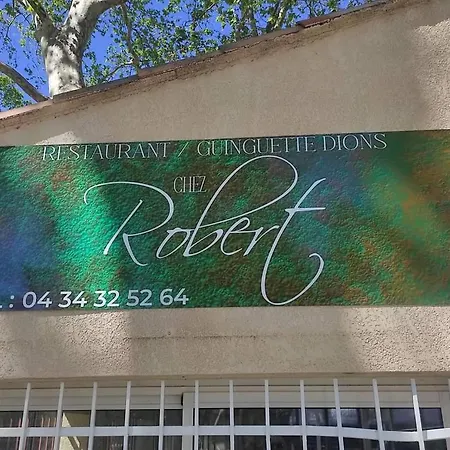 RESTAURANT / GUINGUETTE DIONS
CHEZ
Robert
: 04 34 32 52 64